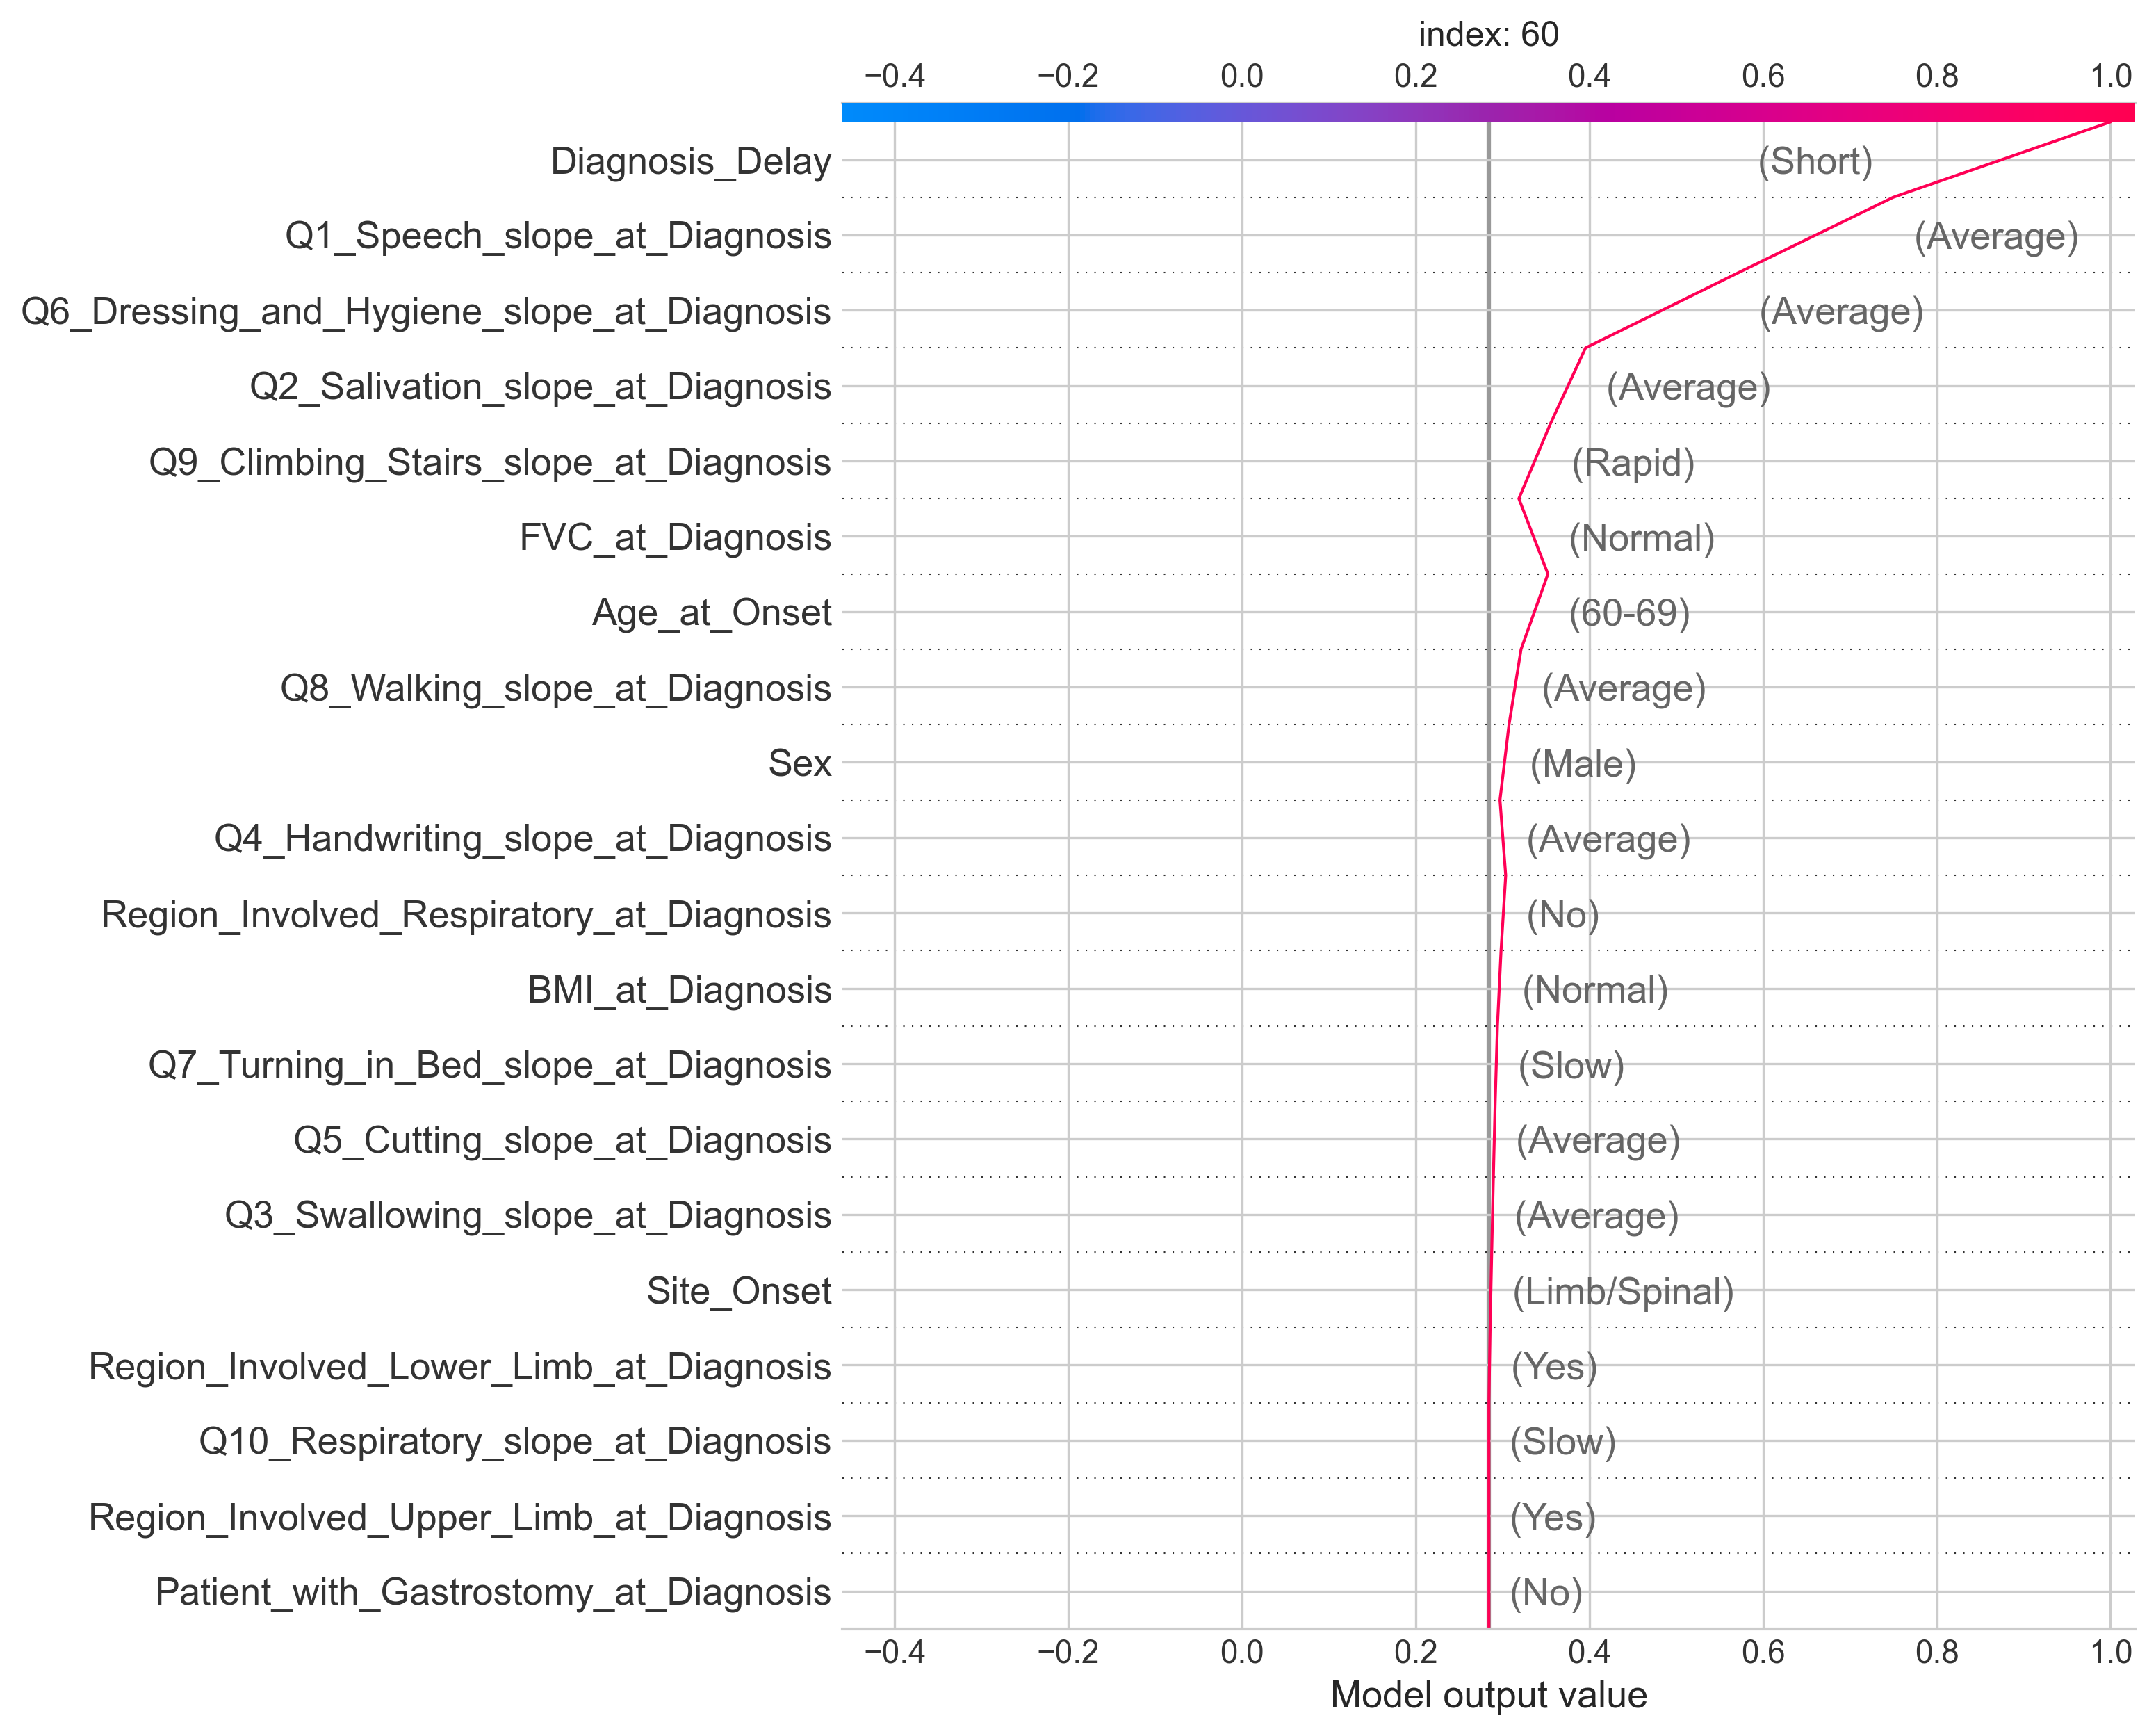 index: 60
−0.4 −0.2 0.0 0.2 0.4 0.6 0.8 1.0
Diagnosis_Delay (Short)
Q1_Speech_slope_at_Diagnosis (Average)
Q6_Dressing_and_Hygiene_slope_at_Diagnosis (Average)
Q2_Salivation_slope_at_Diagnosis (Average)
Q9_Climbing_Stairs_slope_at_Diagnosis (Rapid)
FVC_at_Diagnosis (Normal)
Age_at_Onset (60-69)
Q8_Walking_slope_at_Diagnosis (Average)
Sex (Male)
Q4_Handwriting_slope_at_Diagnosis (Average)
Region_Involved_Respiratory_at_Diagnosis (No)
BMI_at_Diagnosis (Normal)
Q7_Turning_in_Bed_slope_at_Diagnosis (Slow)
Q5_Cutting_slope_at_Diagnosis (Average)
Q3_Swallowing_slope_at_Diagnosis (Average)
Site_Onset (Limb/Spinal)
Region_Involved_Lower_Limb_at_Diagnosis (Yes)
Q10_Respiratory_slope_at_Diagnosis (Slow)
Region_Involved_Upper_Limb_at_Diagnosis (Yes)
Patient_with_Gastrostomy_at_Diagnosis (No)
−0.4 −0.2 0.0 0.2 0.4 0.6 0.8 1.0
Model output value